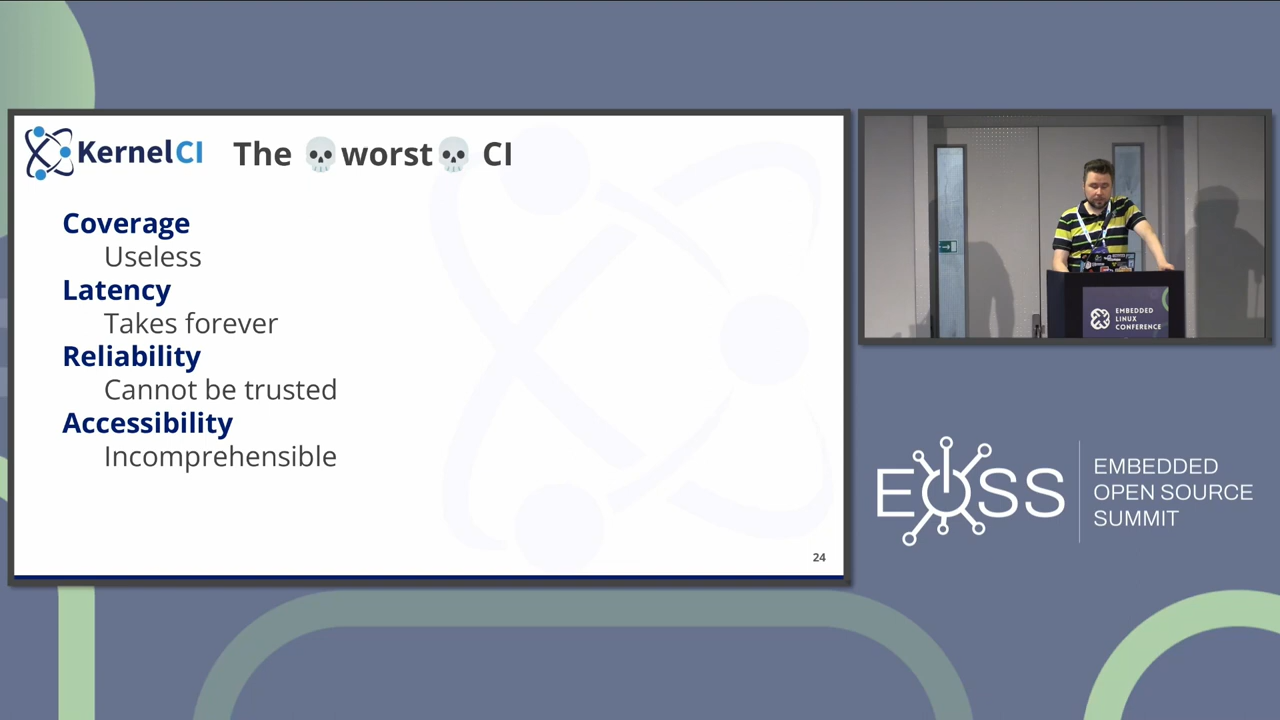 KernelCI
The 💀worst💀 CI
Coverage
Useless
Latency
Takes forever
Reliability
Cannot be trusted
Accessibility
Incomprehensible
24
EMBEDDED
LINUX
CONFERENCE
EOSS
EMBEDDED
OPEN SOURCE
SUMMIT